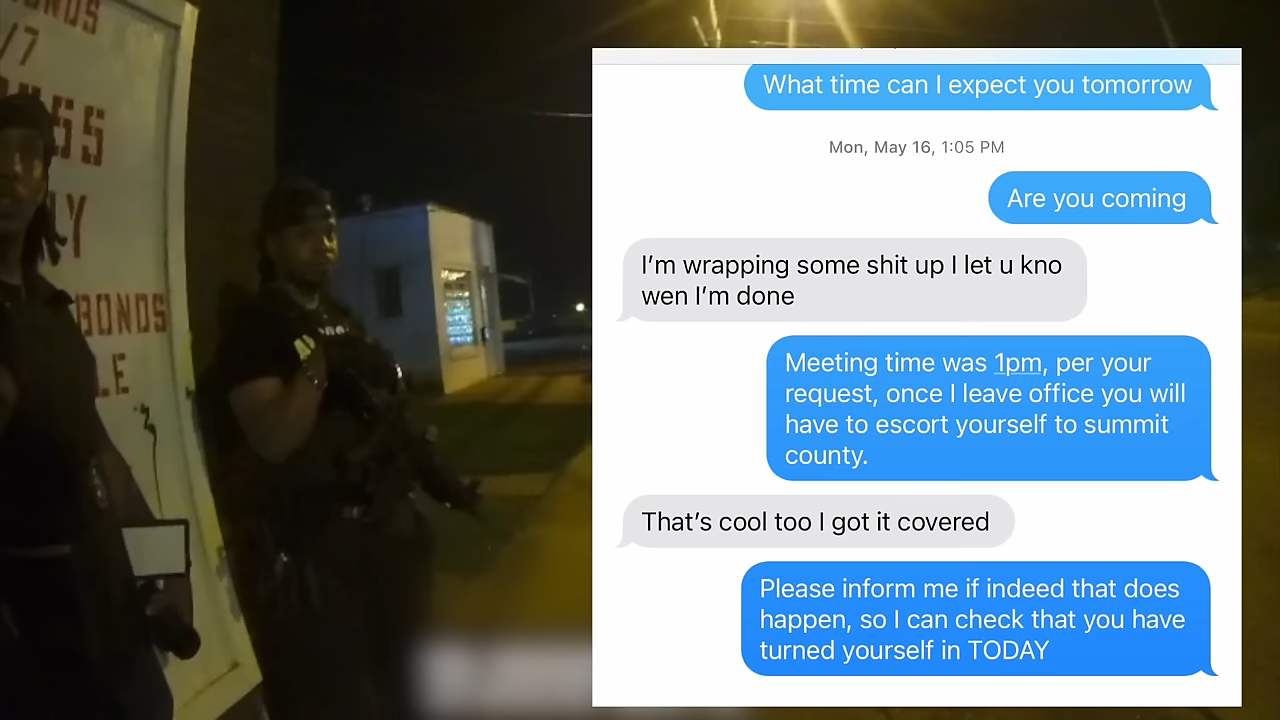 /7
SS
BONDS
What time can I expect you tomorrow
Mon, May 16, 1:05 PM
Are you coming
I’m wrapping some shit up I let u kno
wen I’m done
Meeting time was 1pm, per your
request, once I leave office you will
have to escort yourself to summit
county.
That’s cool too I got it covered
Please inform me if indeed that does
happen, so I can check that you have
turned yourself in TODAY